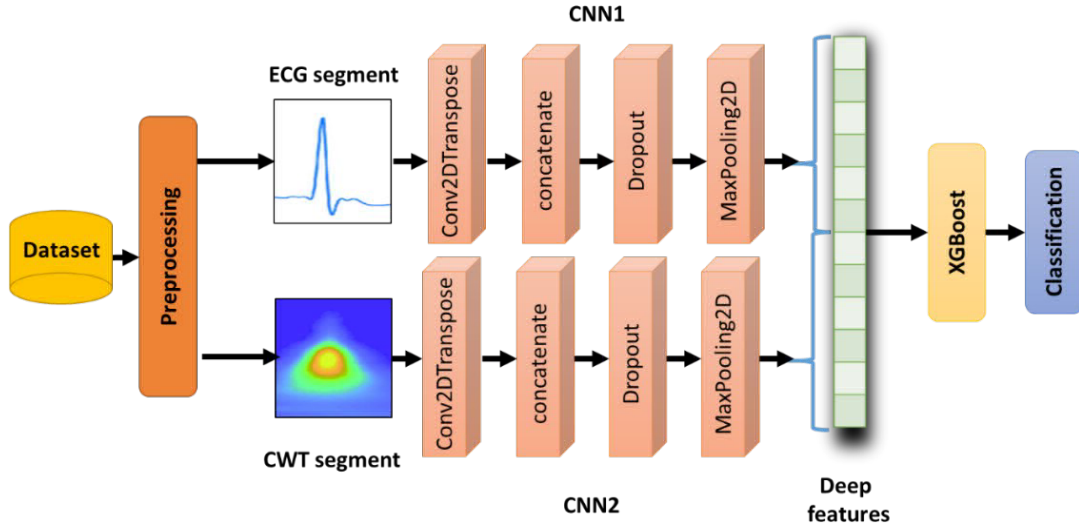 CNN1
ECG segment
Conv2DTranspose
concatenate
Dropout
MaxPooling2D
Dataset
Preprocessing
XGBoost
Classification
CWT segment
Conv2DTranspose
concatenate
Dropout
MaxPooling2D
CNN2
Deep
features